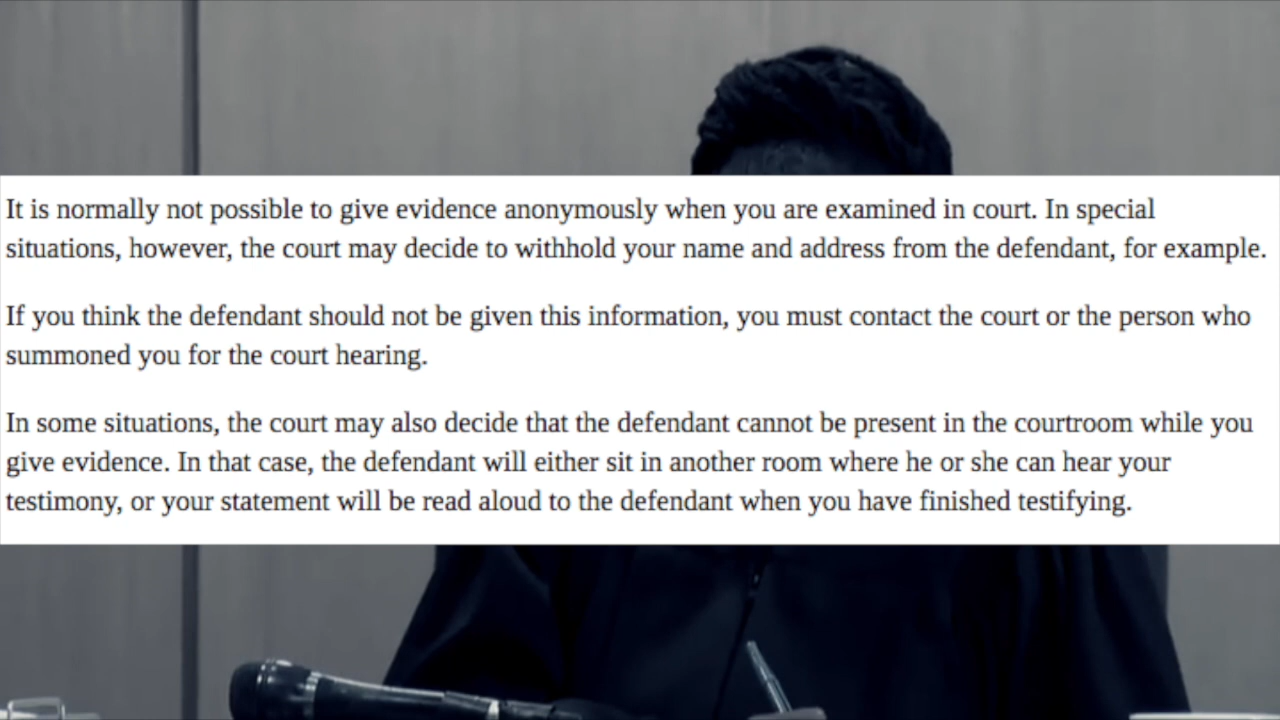 It is normally not possible to give evidence anonymously when you are examined in court. In special
situations, however, the court may decide to withhold your name and address from the defendant, for example.
If you think the defendant should not be given this information, you must contact the court or the person who
summoned you for the court hearing.
In some situations, the court may also decide that the defendant cannot be present in the courtroom while you
give evidence. In that case, the defendant will either sit in another room where he or she can hear your
testimony, or your statement will be read aloud to the defendant when you have finished testifying.